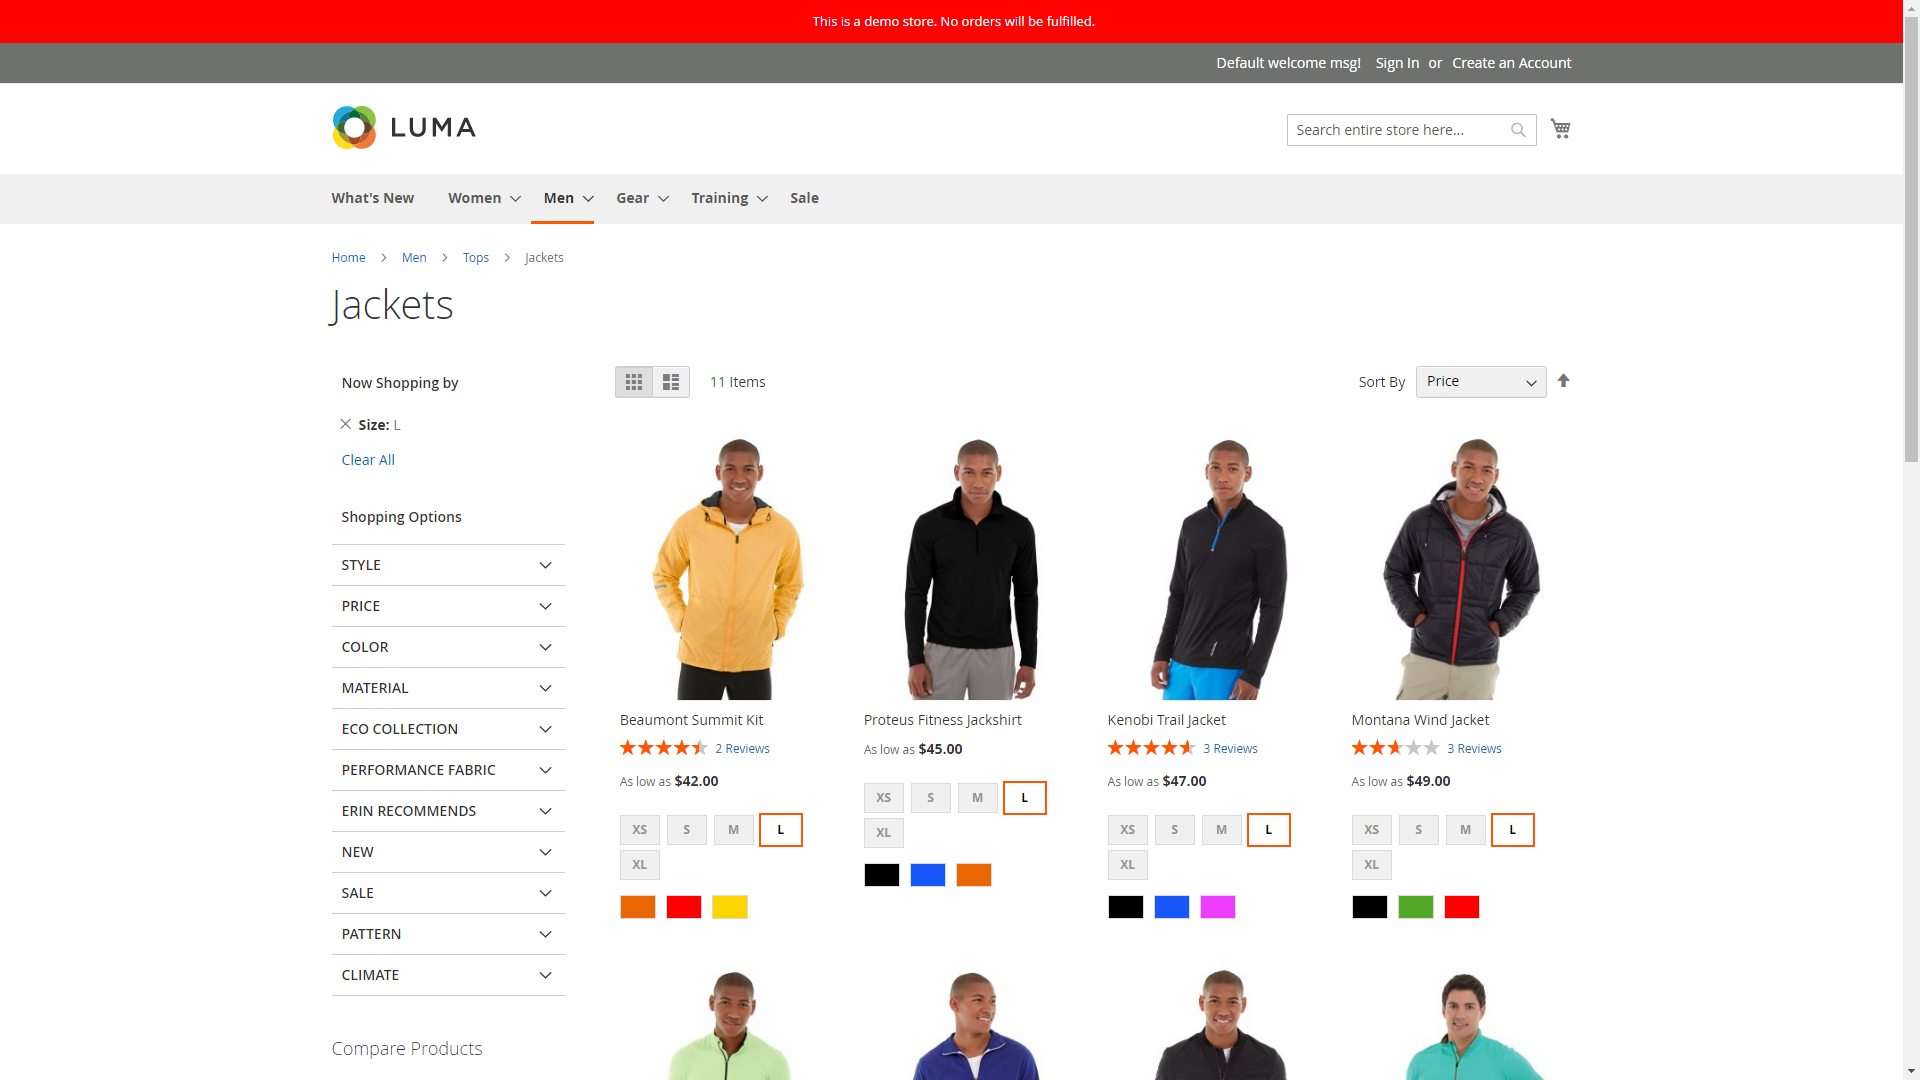 This is a demo store. No orders will be fulfilled.
Default welcome msg! Sign In or Create an Account
LUMA
Search entire store here...
What's New Women Men Gear Training Sale
Home Men Tops Jackets
Jackets
Now Shopping by
Size: L
Clear All
Shopping Options
STYLE
PRICE
COLOR
MATERIAL
ECO COLLECTION
PERFORMANCE FABRIC
ERIN RECOMMENDS
NEW
SALE
PATTERN
CLIMATE
Compare Products
11 Items
Sort By Price
Beaumont Summit Kit
2 Reviews
As low as $42.00
XS S M L
XL
Proteus Fitness Jackshirt
As low as $45.00
XS S M L
XL
Kenobi Trail Jacket
3 Reviews
As low as $47.00
XS S M L
XL
Montana Wind Jacket
3 Reviews
As low as $49.00
XS S M L
XL